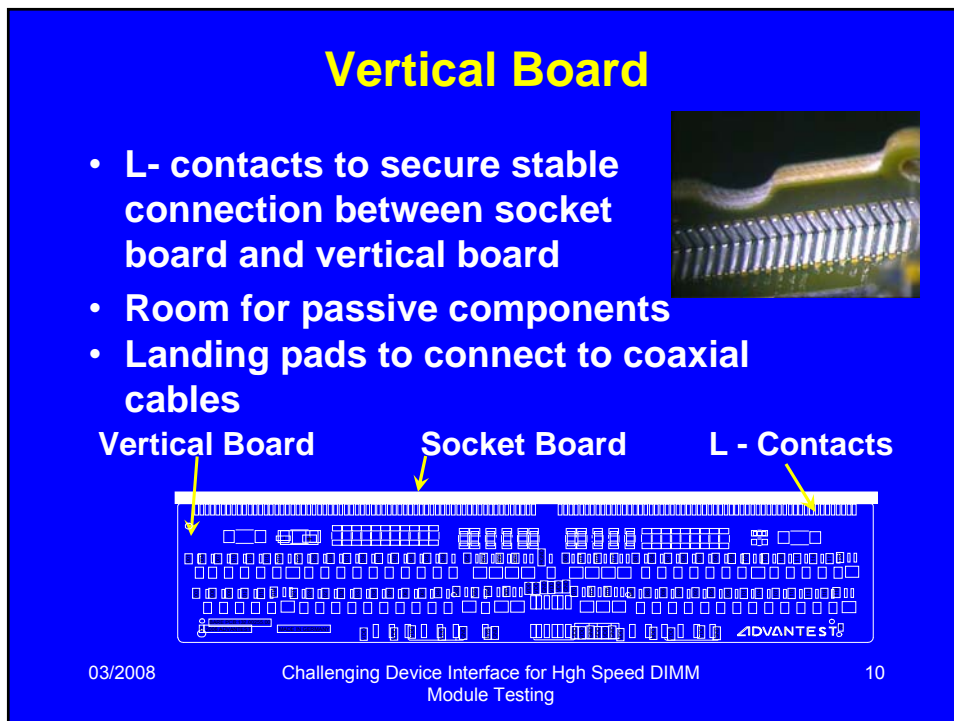 Vertical Board
• L- contacts to secure stable
connection between socket
board and vertical board
• Room for passive components
• Landing pads to connect to coaxial
cables
Vertical Board Socket Board L - Contacts
ADVANTEST
03/2008 Challenging Device Interface for Hgh Speed DIMM 10
Module Testing